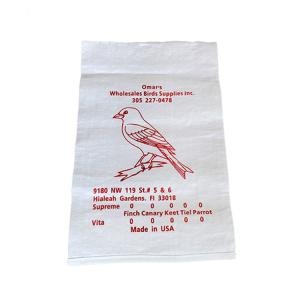 Omar's
Wholesales Birds Supplies Inc.
305 227-0478
9180 NW 119 St.# 5 & 6
Hialeah Gardens. Fl 33018
Supreme 0 0 0 0 0
Finch Canary Keet Tiel Parrot
Vita 0 0 0 0 0
Made in USA